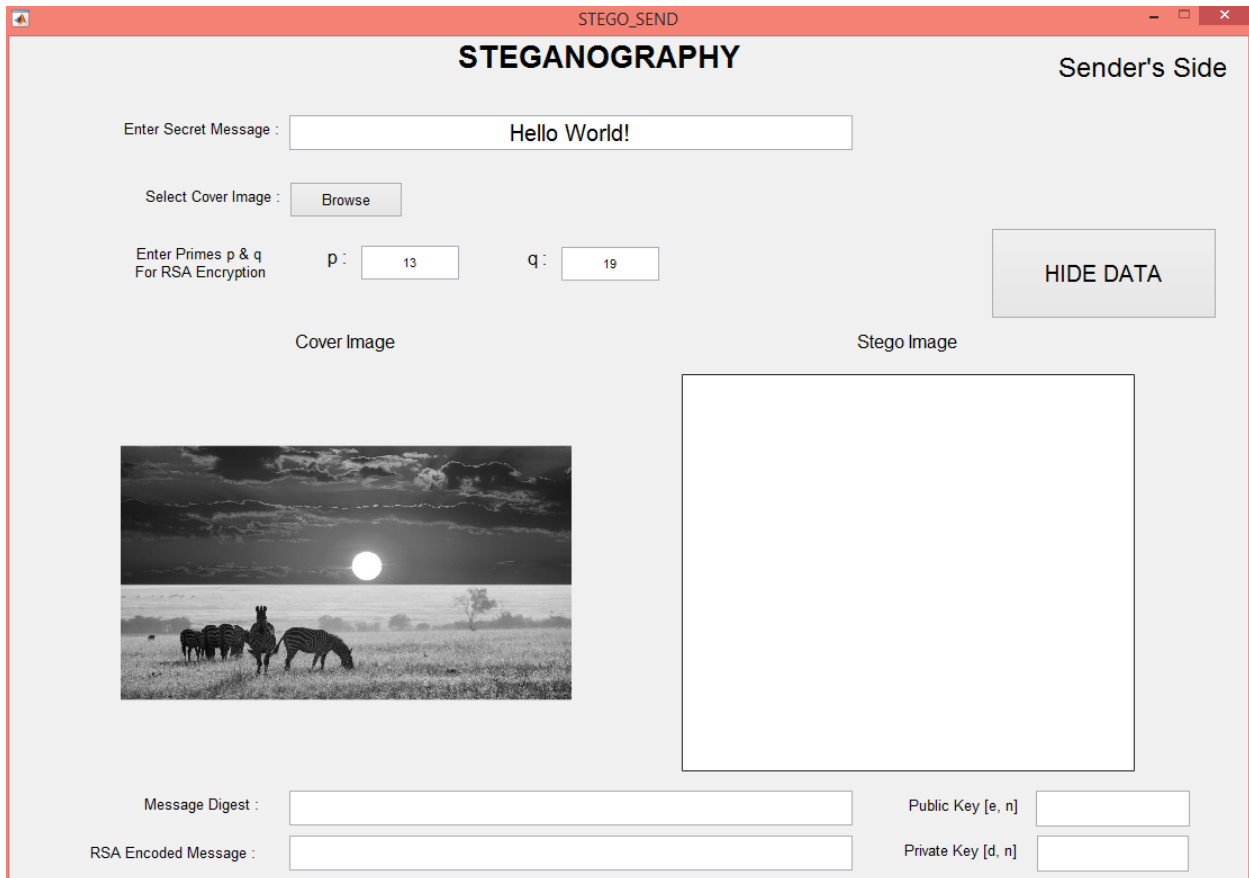 STEGO_SEND
STEGANOGRAPHY
Sender's Side
Enter Secret Message :
Hello World!
Select Cover Image :
Browse
Enter Primes p & q
For RSA Encryption
p :
13
q :
19
HIDE DATA
Cover Image
Stego Image
Message Digest :
Public Key [e, n]
RSA Encoded Message :
Private Key [d, n]